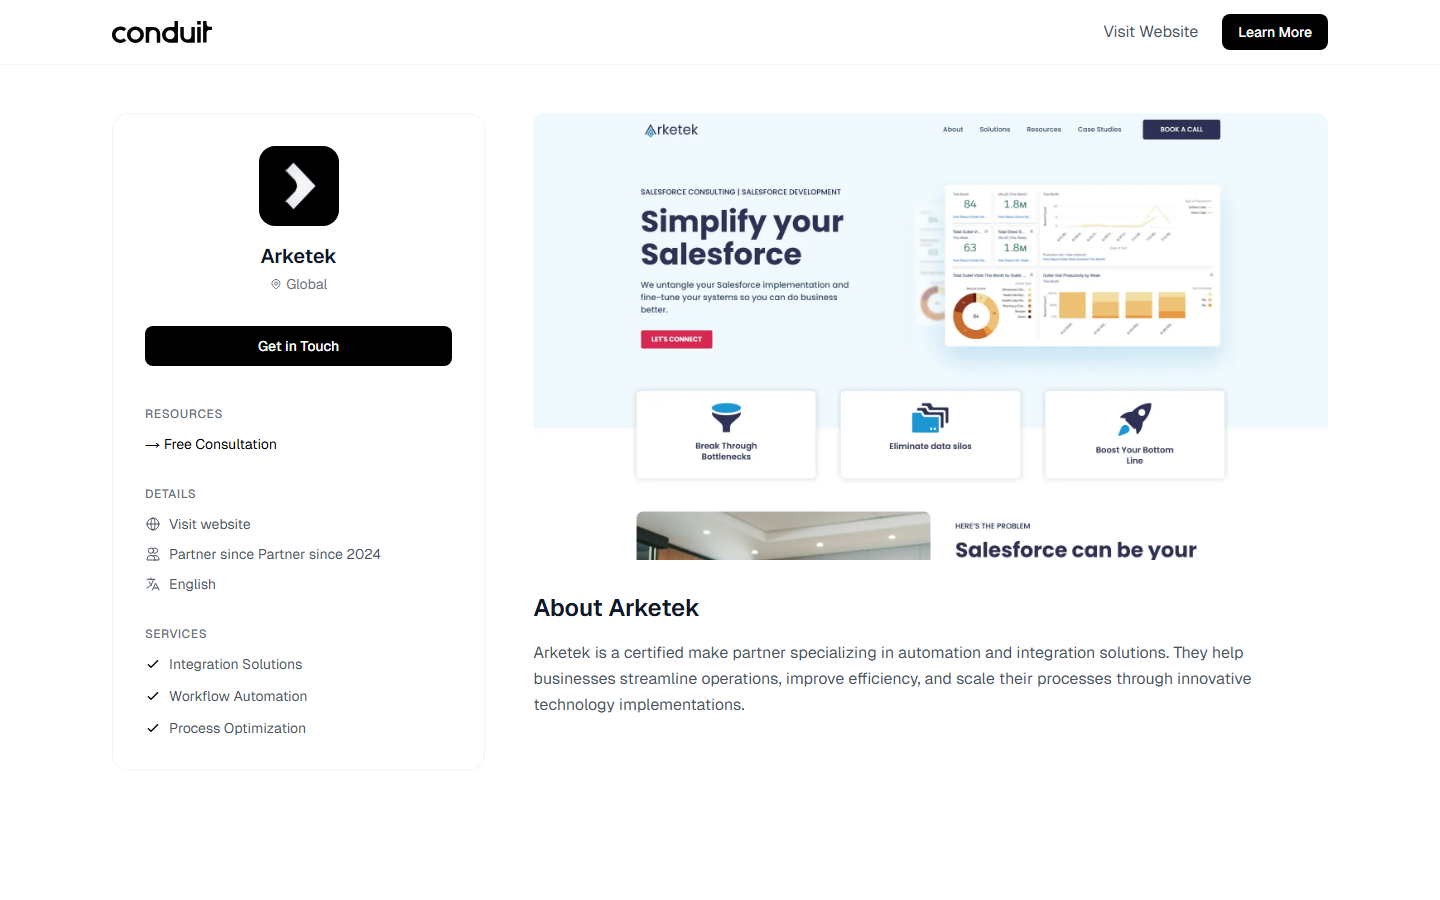 conduit
Visit Website
Learn More
Arketek
Global
Get in Touch
RESOURCES
→ Free Consultation
DETAILS
Visit website
Partner since Partner since 2024
English
SERVICES
Integration Solutions
Workflow Automation
Process Optimization
Arketek
About
Solutions
Resources
Case Studies
BOOK A CALL
SALESFORCE CONSULTING | SALESFORCE DEVELOPMENT
Simplify your
Salesforce
We untangle your Salesforce implementation and
fine-tune your systems so you can do business
better.
LET'S CONNECT
84
1.8M
63
1.8M
Break Through
Bottlenecks
Eliminate data silos
Boost Your Bottom
Line
HERE'S THE PROBLEM
Salesforce can be your
About Arketek
Arketek is a certified make partner specializing in automation and integration solutions. They help
businesses streamline operations, improve efficiency, and scale their processes through innovative
technology implementations.